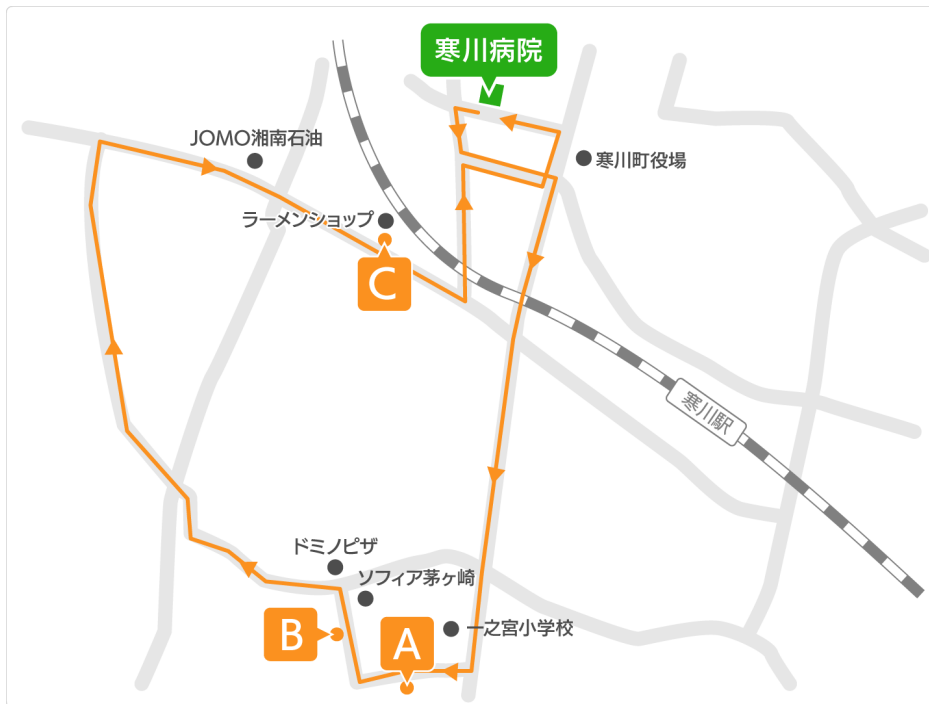 寒川病院
JOMO湘南石油
寒川町役場
ラーメンショップ
C
寒川駅
ドミノピザ
ソフィア茅ヶ崎
B
A
一之宮小学校